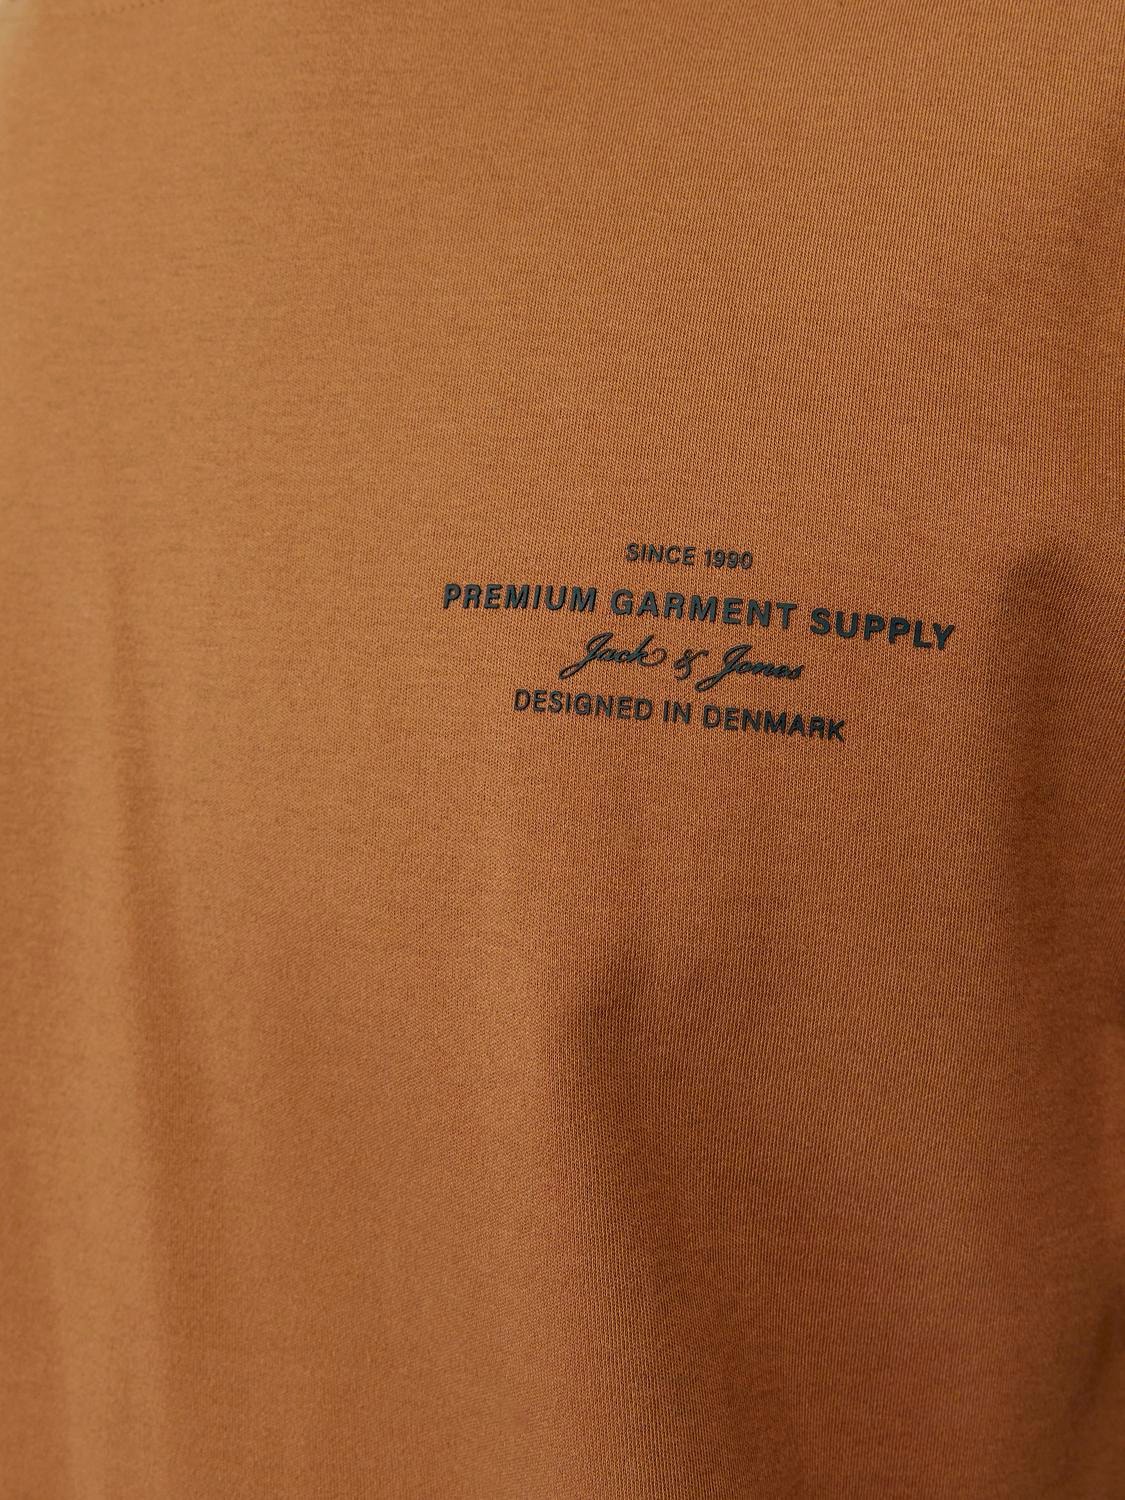 SINCE 1990
PREMIUM GARMENT SUPPLY
Jack & Jones
DESIGNED IN DENMARK